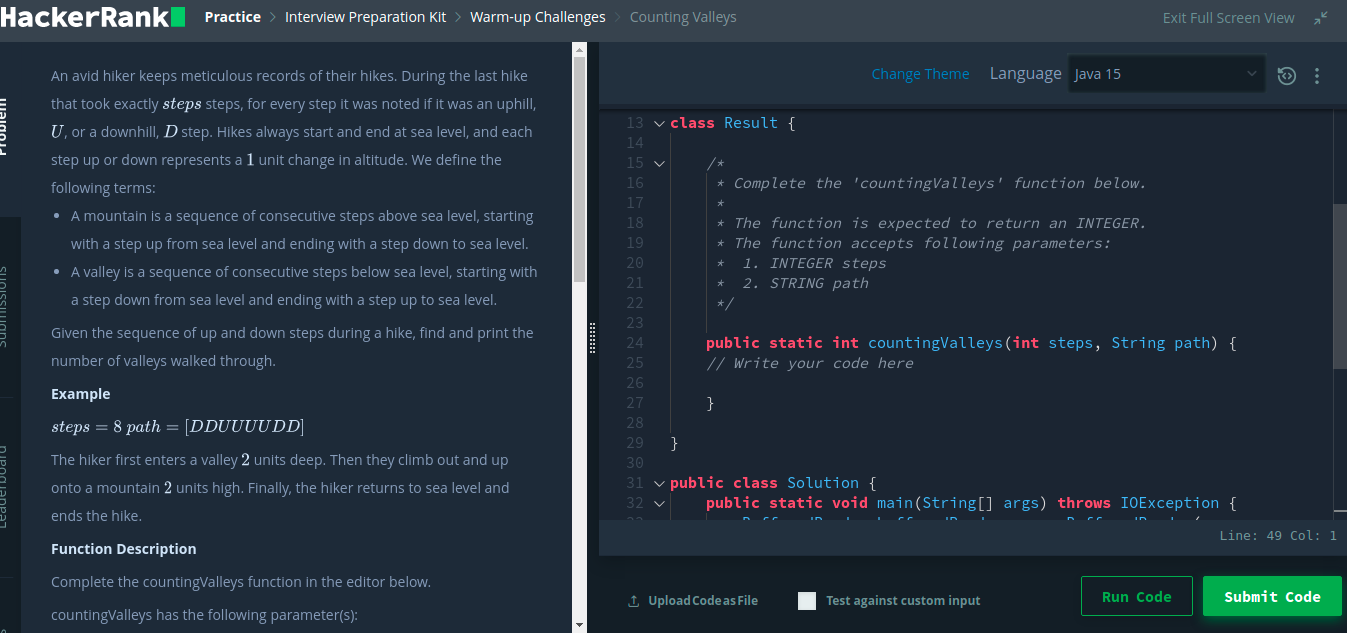 HackerRank Practice > Interview Preparation Kit > Warm-up Challenges > Counting Valleys Exit Full Screen View
Problem
Submissions
Leaderboard
An avid hiker keeps meticulous records of their hikes. During the last hike
that took exactly steps steps, for every step it was noted if it was an uphill,
U, or a downhill, D step. Hikes always start and end at sea level, and each
step up or down represents a 1 unit change in altitude. We define the
following terms:
• A mountain is a sequence of consecutive steps above sea level, starting
with a step up from sea level and ending with a step down to sea level.
• A valley is a sequence of consecutive steps below sea level, starting with
a step down from sea level and ending with a step up to sea level.
Given the sequence of up and down steps during a hike, find and print the
number of valleys walked through.
Example
steps = 8 path = [DDUUUUDD]
The hiker first enters a valley 2 units deep. Then they climb out and up
onto a mountain 2 units high. Finally, the hiker returns to sea level and
ends the hike.
Function Description
Complete the countingValleys function in the editor below.
countingValleys has the following parameter(s):
Change Theme Language Java 15
13 class Result {
14
15 /*
16 * Complete the 'countingValleys' function below.
17 *
18 * The function is expected to return an INTEGER.
19 * The function accepts following parameters:
20 * 1. INTEGER steps
21 * 2. STRING path
22 */
23
24 public static int countingValleys(int steps, String path) {
25 // Write your code here
26
27 }
28
29 }
30
31 public class Solution {
32 public static void main(String[] args) throws IOException {
Line: 49 Col: 1
Upload Code as File Test against custom input Run Code Submit Code